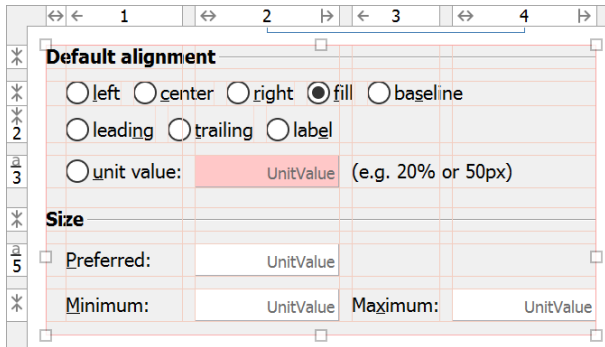 1 2 3 4
Default alignment
left center right fill baseline
2 leading trailing label
a 3 unit value: UnitValue (e.g. 20% or 50px)
Size
a 5 Preferred: UnitValue
Minimum: UnitValue Maximum: UnitValue